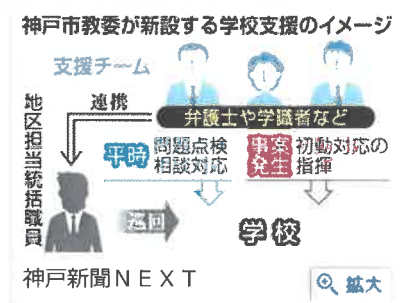 神戸市教委が新設する学校支援のイメージ
支援チーム
連携
弁護士や学識者など
地区担当統括職員
平時
問題点検
相談対応
事案
発生
初動対応の
指揮
巡回
学校
神戸新聞NEXT
拡大